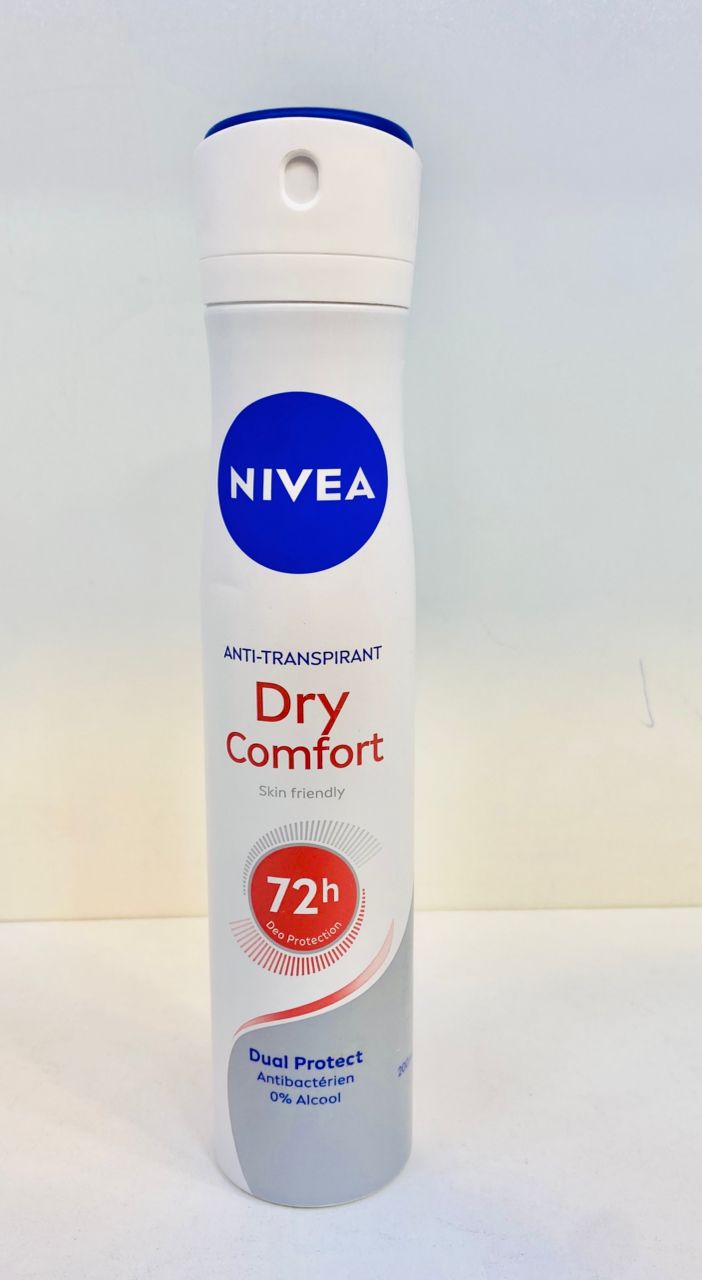 NIVEA
ANTI-TRANSPIRANT
Dry
Comfort
Skin friendly
72h
Deo Protection
Dual Protect
Antibactérien
0% Alcool